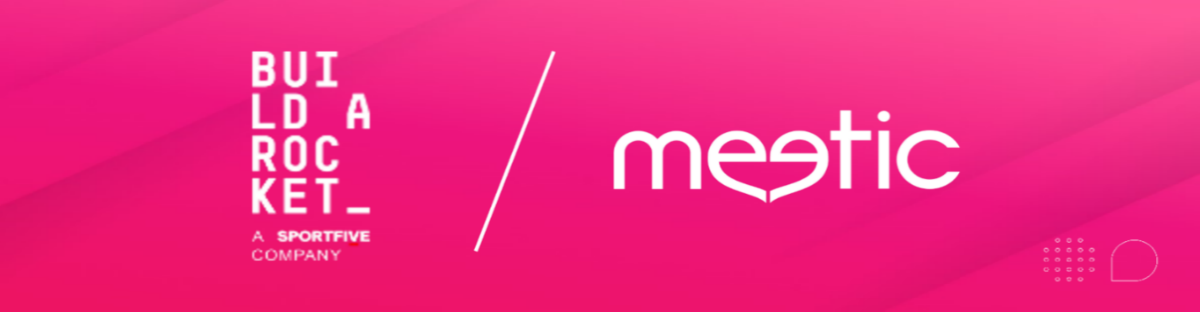 BUI
LD A
ROC
KET_
A SPORTFIVE
COMPANY
meetic